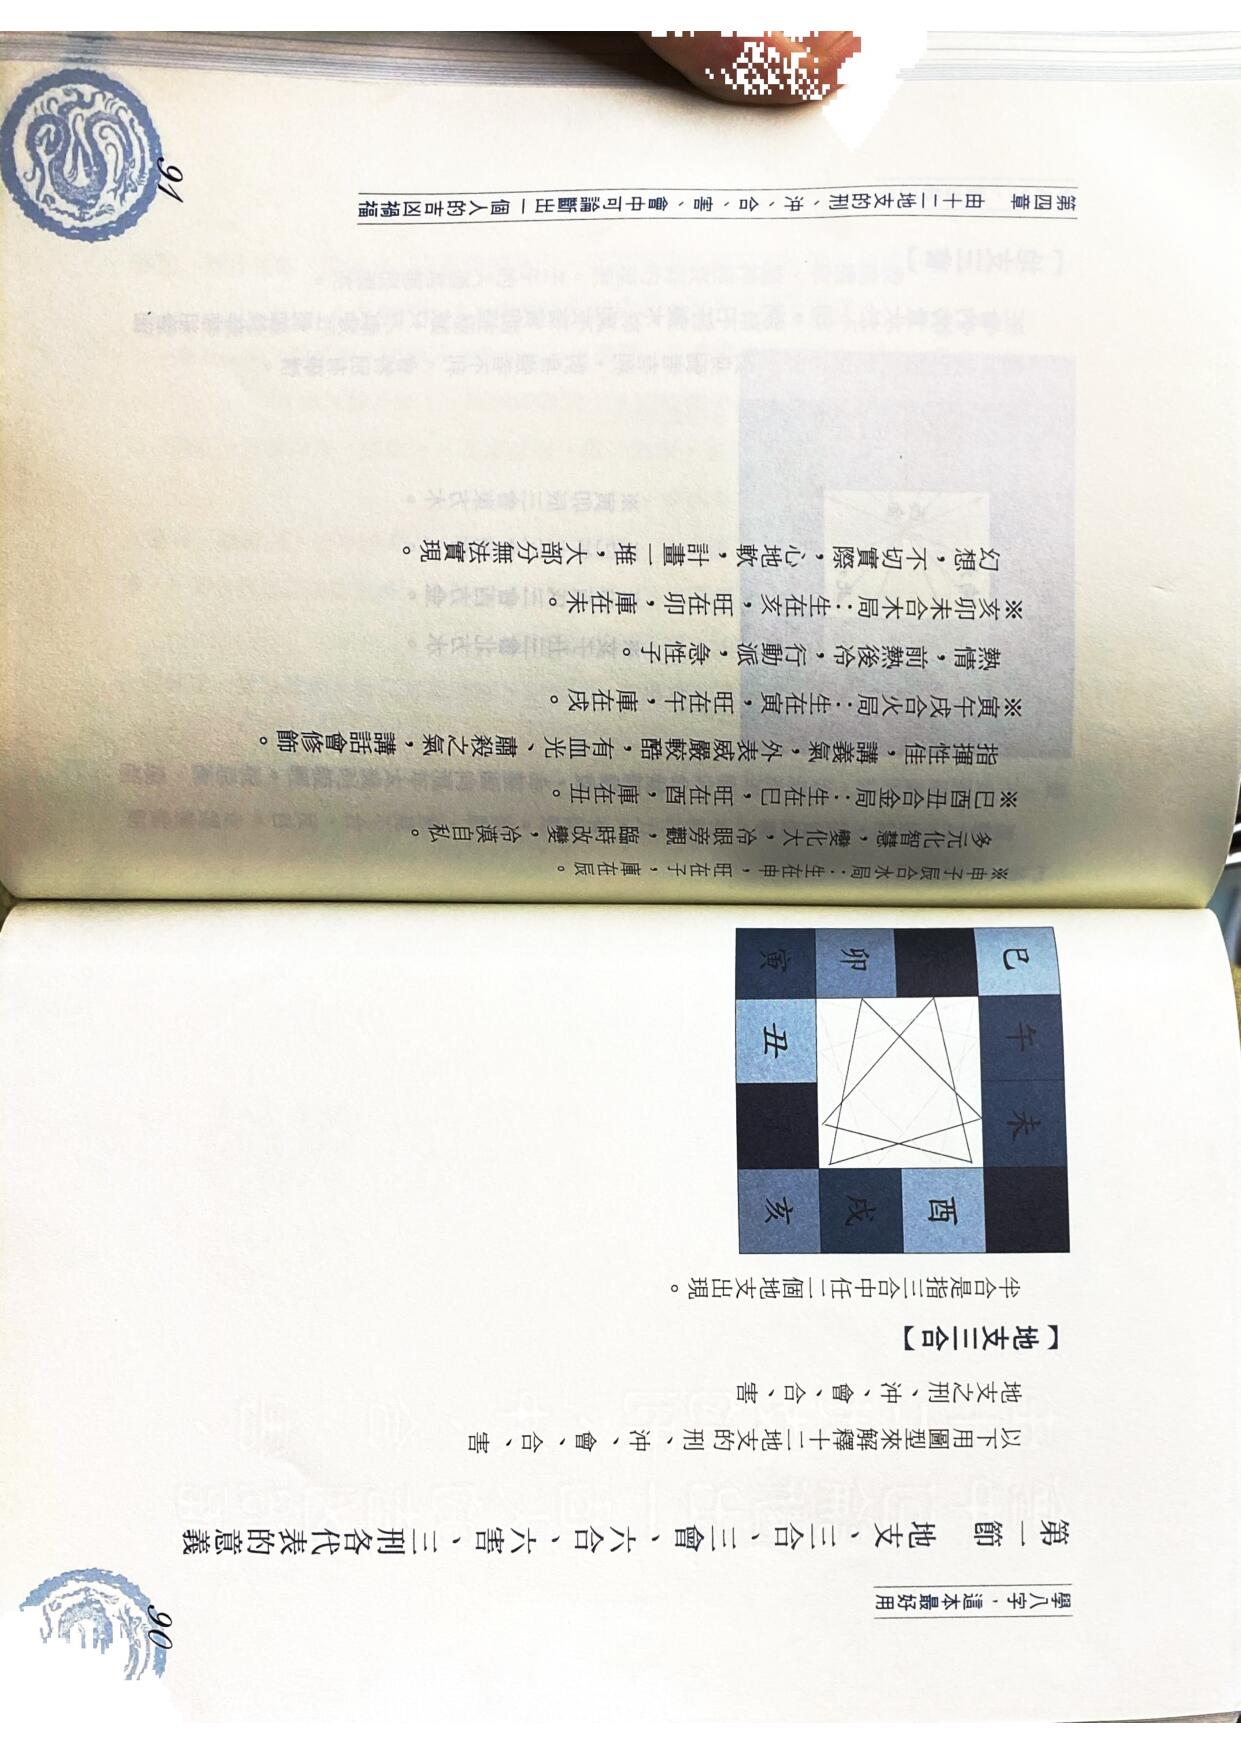 學八字，這本最好用
第一節　地支、三合、三會、六合、六害、三刑各代表的意義
以下用圖型來解釋十二地支的刑、沖、會、合、害
地支之刑、沖、會、合、害
【地支三合】
半合是指三合中任二個地支出現。
巳 午 未
酉
卯 戌
寅 丑 子 亥
90
※申子辰合水局：生在申，旺在子，庫在辰。
多元化智慧，變化大，冷眼旁觀，臨時改變，冷漠自私。
※巳酉丑合金局：生在巳，旺在酉，庫在丑。
指揮性佳，講義氣，外表威嚴較酷，有血光、肅殺之氣，講話會修飾。
※寅午戌合火局：生在寅，旺在午，庫在戌。
熱情，前熱後冷，行動派，急性子。
※亥卯未合木局：生在亥，旺在卯，庫在未。
幻想，不切實際，心地軟，計畫一堆，大部分無法實現。
第四章　由十二地支的刑、沖、合、害、會中可論斷出一個人的吉凶禍福
91